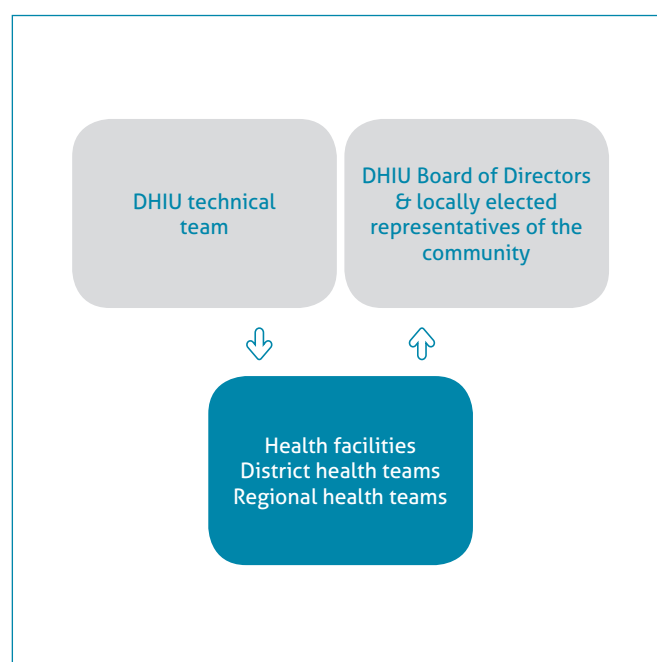 DHIU technical
team
DHIU Board of Directors
& locally elected
representatives of the
community
Health facilities
District health teams
Regional health teams